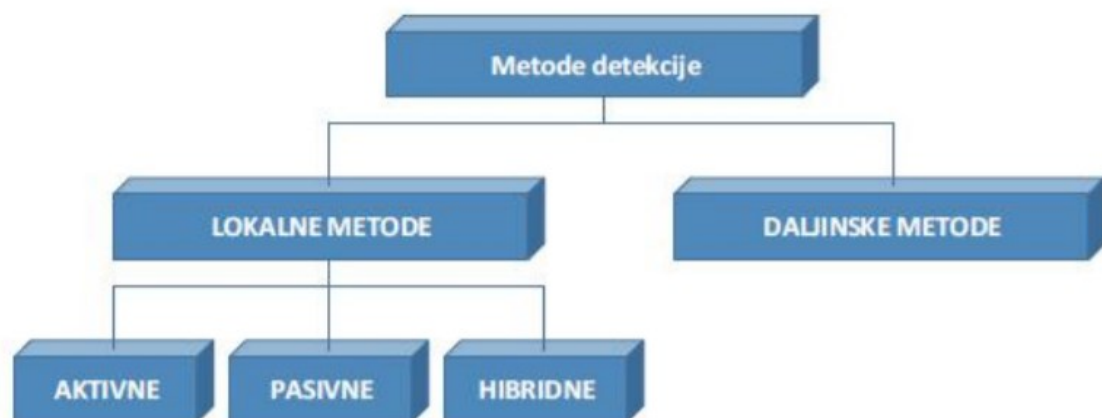 Metode detekcije
LOKALNE METODE
DALJINSKE METODE
AKTIVNE
PASIVNE
HIBRIDNE